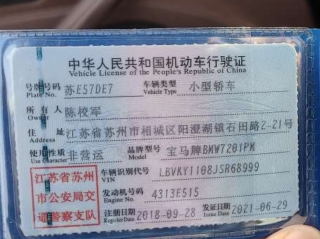 中华人民共和国机动车行驶证
Vehicle License of the People's Republic of China
号牌号码 苏E57DE7 车辆类型 小型轿车
Plate No. Vehicle Type
所有人 陈校军
Owner
住址 江苏省苏州市相城区阳澄湖镇石田路2-21号
Address
使用性质 非营运 品牌型号 宝马牌BMW7201PM
Use Character Model
江苏省苏州市公安局交通警察支队
车辆识别代号 LBVKY1108JSR68999
VIN
发动机号码 4313E515
Engine No.
注册日期 2018-09-28 发证日期 2021-06-29
Register Date Issue Date